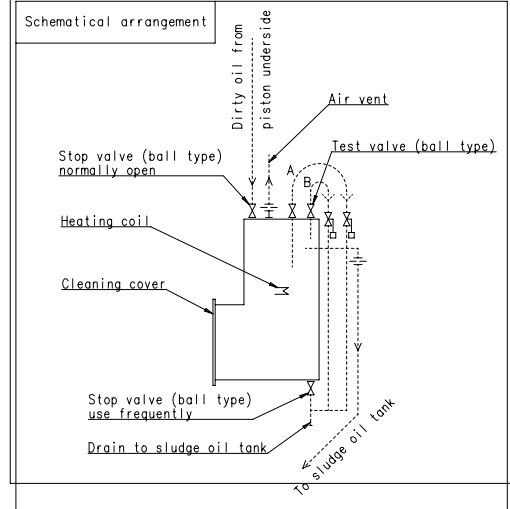 Schematical arrangement
Dirty oil from
piston underside
Air vent
Stop valve (ball type)
normally open
Test valve (ball type)
A
B
Heating coil
Cleaning cover
Stop valve (ball type)
use frequently
Drain to sludge oil tank
To sludge oil tank